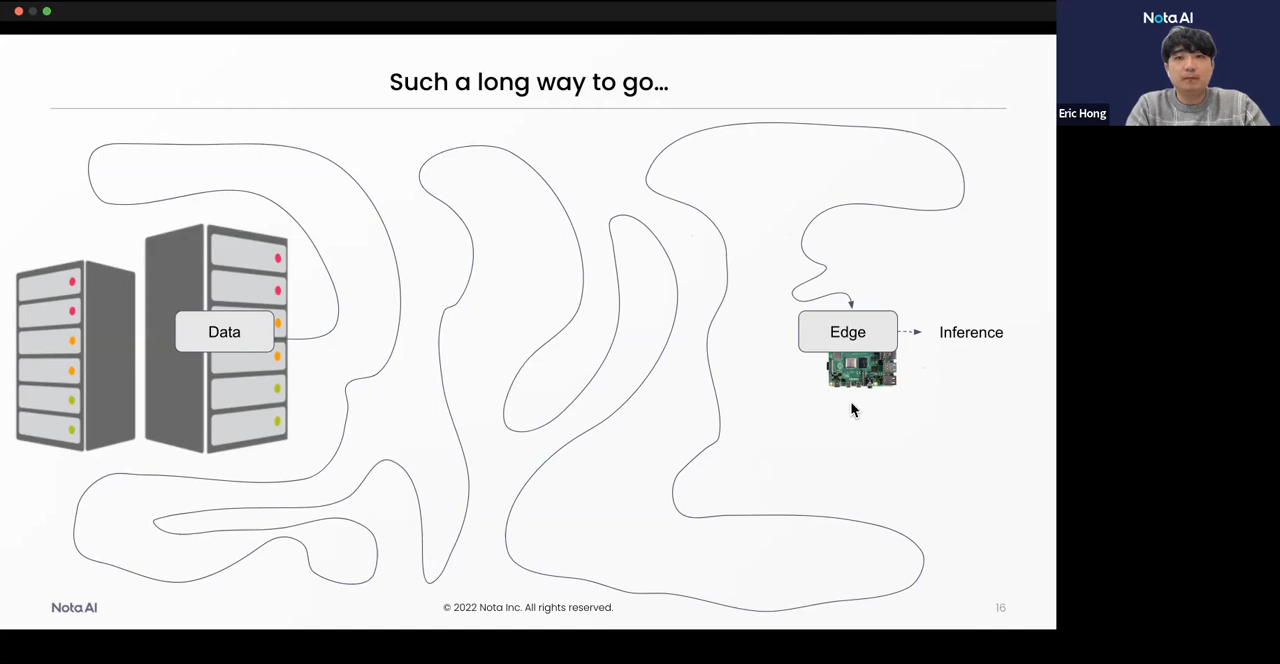 Nota AI
Such a long way to go...
Eric Hong
Data
Edge
Inference
Nota AI
© 2022 Nota Inc. All rights reserved.
16